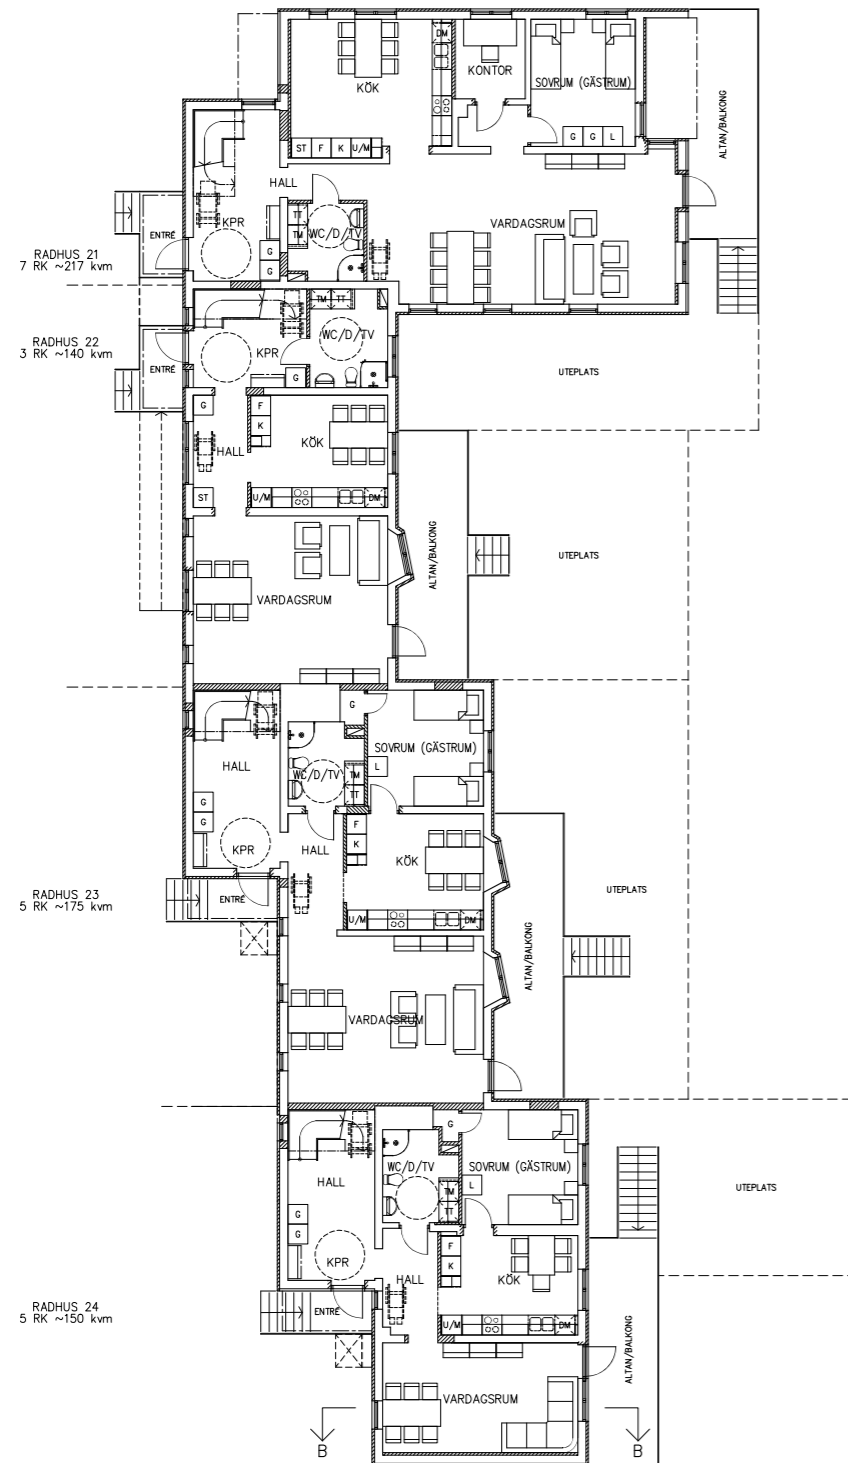 DM
KONTOR
KÖK
SOVRUM (GÄSTRUM)
ALTAN/BALKONG
G G L
ST F K U/M
HALL
TT
TM
WC/D/TV
KPR
G
G
ENTRÉ
VARDAGSRUM
RADHUS 21
7 RK ~217 kvm
RADHUS 22
3 RK ~140 kvm
ENTRÉ
TM TT
WC/D/TV
KPR
G
UTEPLATS
G
F
K
HALL
KÖK
ST
U/M
DM
ALTAN/BALKONG
UTEPLATS
VARDAGSRUM
G
SOVRUM (GÄSTRUM)
HALL
WC/D/TV
L
TM
TT
G
G
KPR
HALL
F
K
KÖK
RADHUS 23
5 RK ~175 kvm
ENTRÉ
U/M
DM
UTEPLATS
ALTAN/BALKONG
VARDAGSRUM
G
WC/D/TV
SOVRUM (GÄSTRUM)
HALL
L
TM
TT
UTEPLATS
G
G
KPR
HALL
F
K
KÖK
RADHUS 24
5 RK ~150 kvm
ENTRÉ
U/M
DM
ALTAN/BALKONG
VARDAGSRUM
B
B